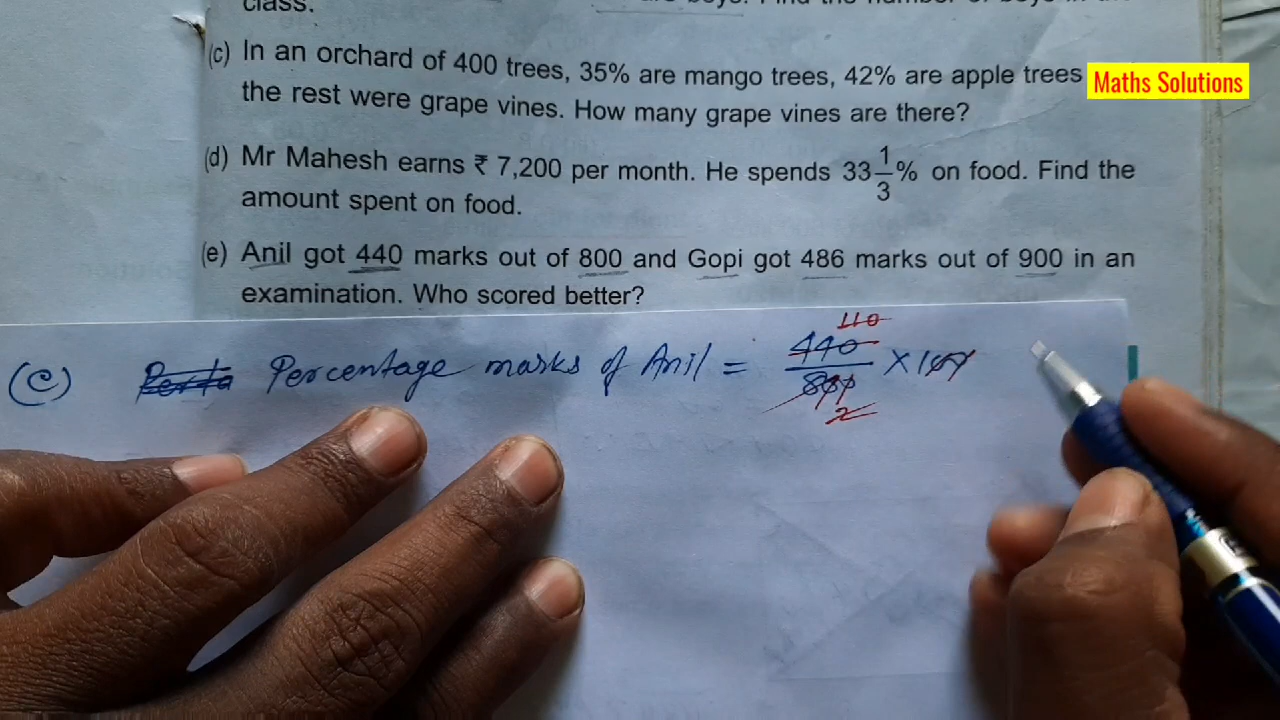 class.
(c) In an orchard of 400 trees, 35% are mango trees, 42% are apple trees
Maths Solutions
the rest were grape vines. How many grape vines are there?
(d) Mr Mahesh earns ₹ 7,200 per month. He spends 33 1/3 % on food. Find the
amount spent on food.
(e) Anil got 440 marks out of 800 and Gopi got 486 marks out of 900 in an
examination. Who scored better?
110
(e) Percentage marks of Anil = 440/800 × 100
2